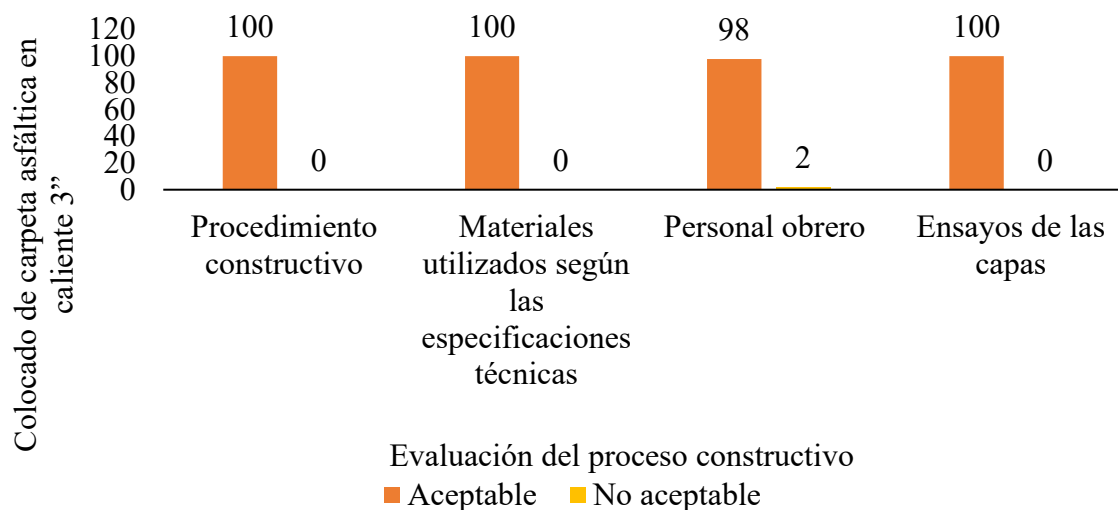 Colocado de carpeta asfáltica en
caliente 3”
120
100
80
60
40
20
0
100
0
100
0
98
2
100
0
Procedimiento
constructivo
Materiales
utilizados según
las
especificaciones
técnicas
Personal obrero
Ensayos de las
capas
Evaluación del proceso constructivo
Aceptable
No aceptable